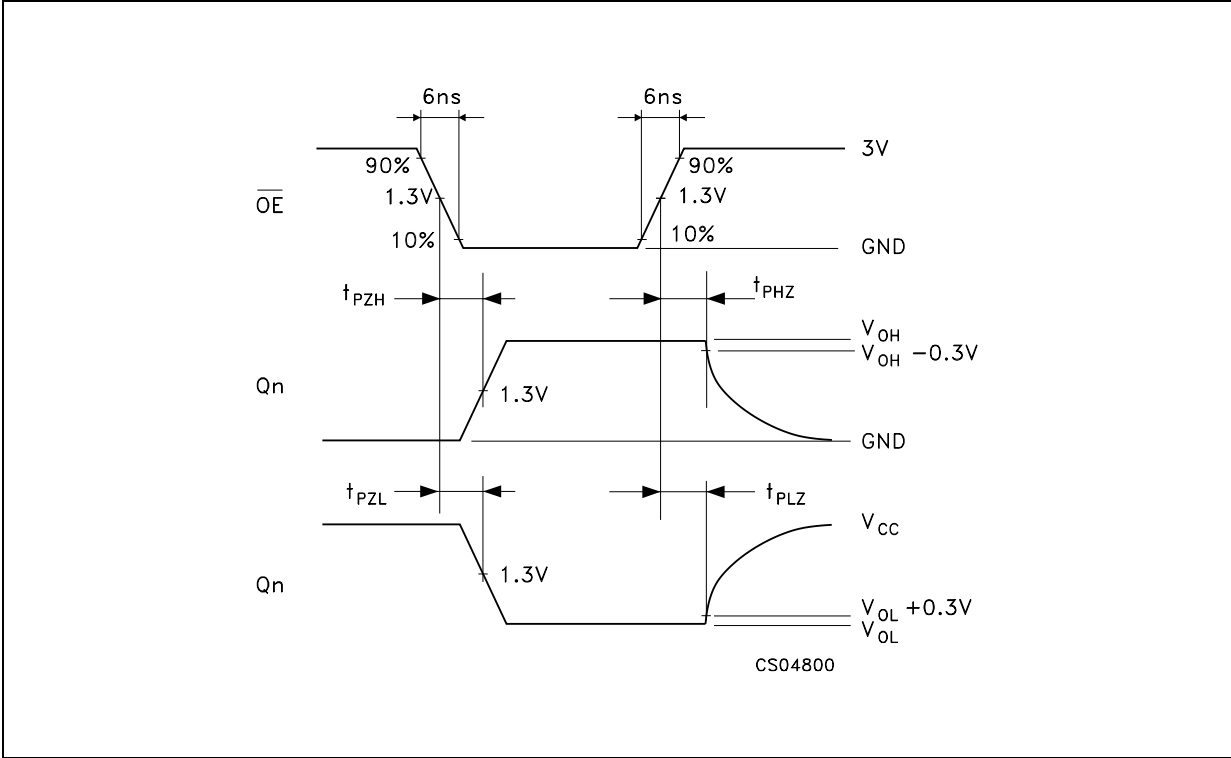 6ns 6ns
90% 90% 3V
1.3V 1.3V
O̅E̅
10% 10% GND
tPZH tPHZ
VOH
VOH −0.3V
Qn 1.3V
GND
tPZL tPLZ
VCC
1.3V
Qn
VOL +0.3V
VOL
CS04800